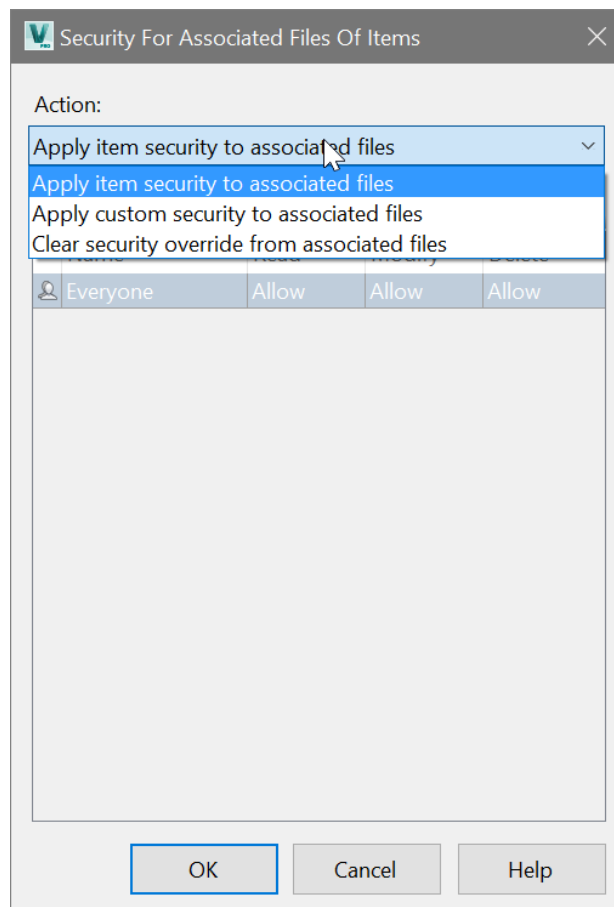 Security For Associated Files Of Items
Action:
Apply item security to associated files
Apply item security to associated files
Apply custom security to associated files
Clear security override from associated files
Everyone Allow Allow Allow
OK Cancel Help